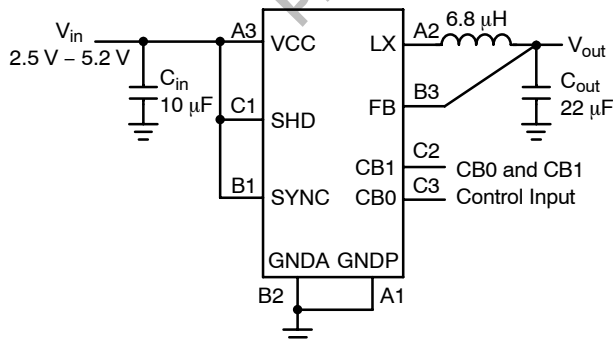 V_in
2.5 V – 5.2 V
C_in
10 μF
A3
VCC
C1
SHD
B1
SYNC
LX
A2
6.8 μH
V_out
B3
FB
C_out
22 μF
CB1
C2
CB0 and CB1
CB0
C3
Control Input
GNDA GNDP
B2
A1